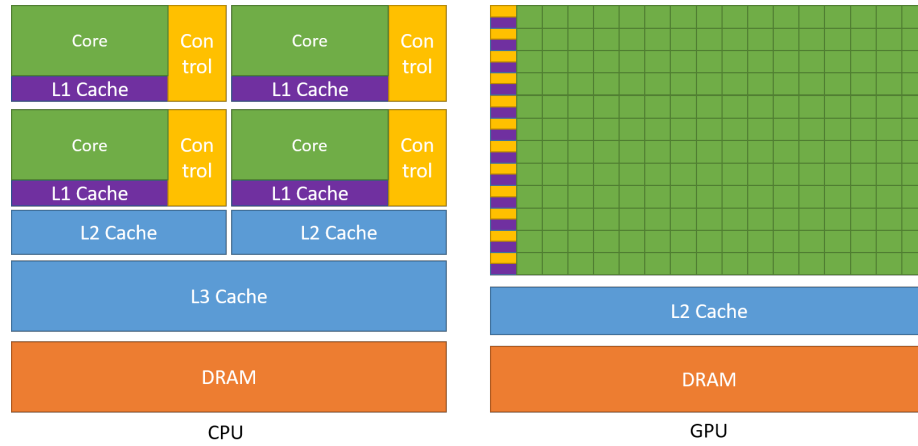 Core
Con
trol
L1 Cache
Core
Con
trol
L1 Cache
Core
Con
trol
L1 Cache
Core
Con
trol
L1 Cache
L2 Cache
L2 Cache
L3 Cache
DRAM
CPU
L2 Cache
DRAM
GPU